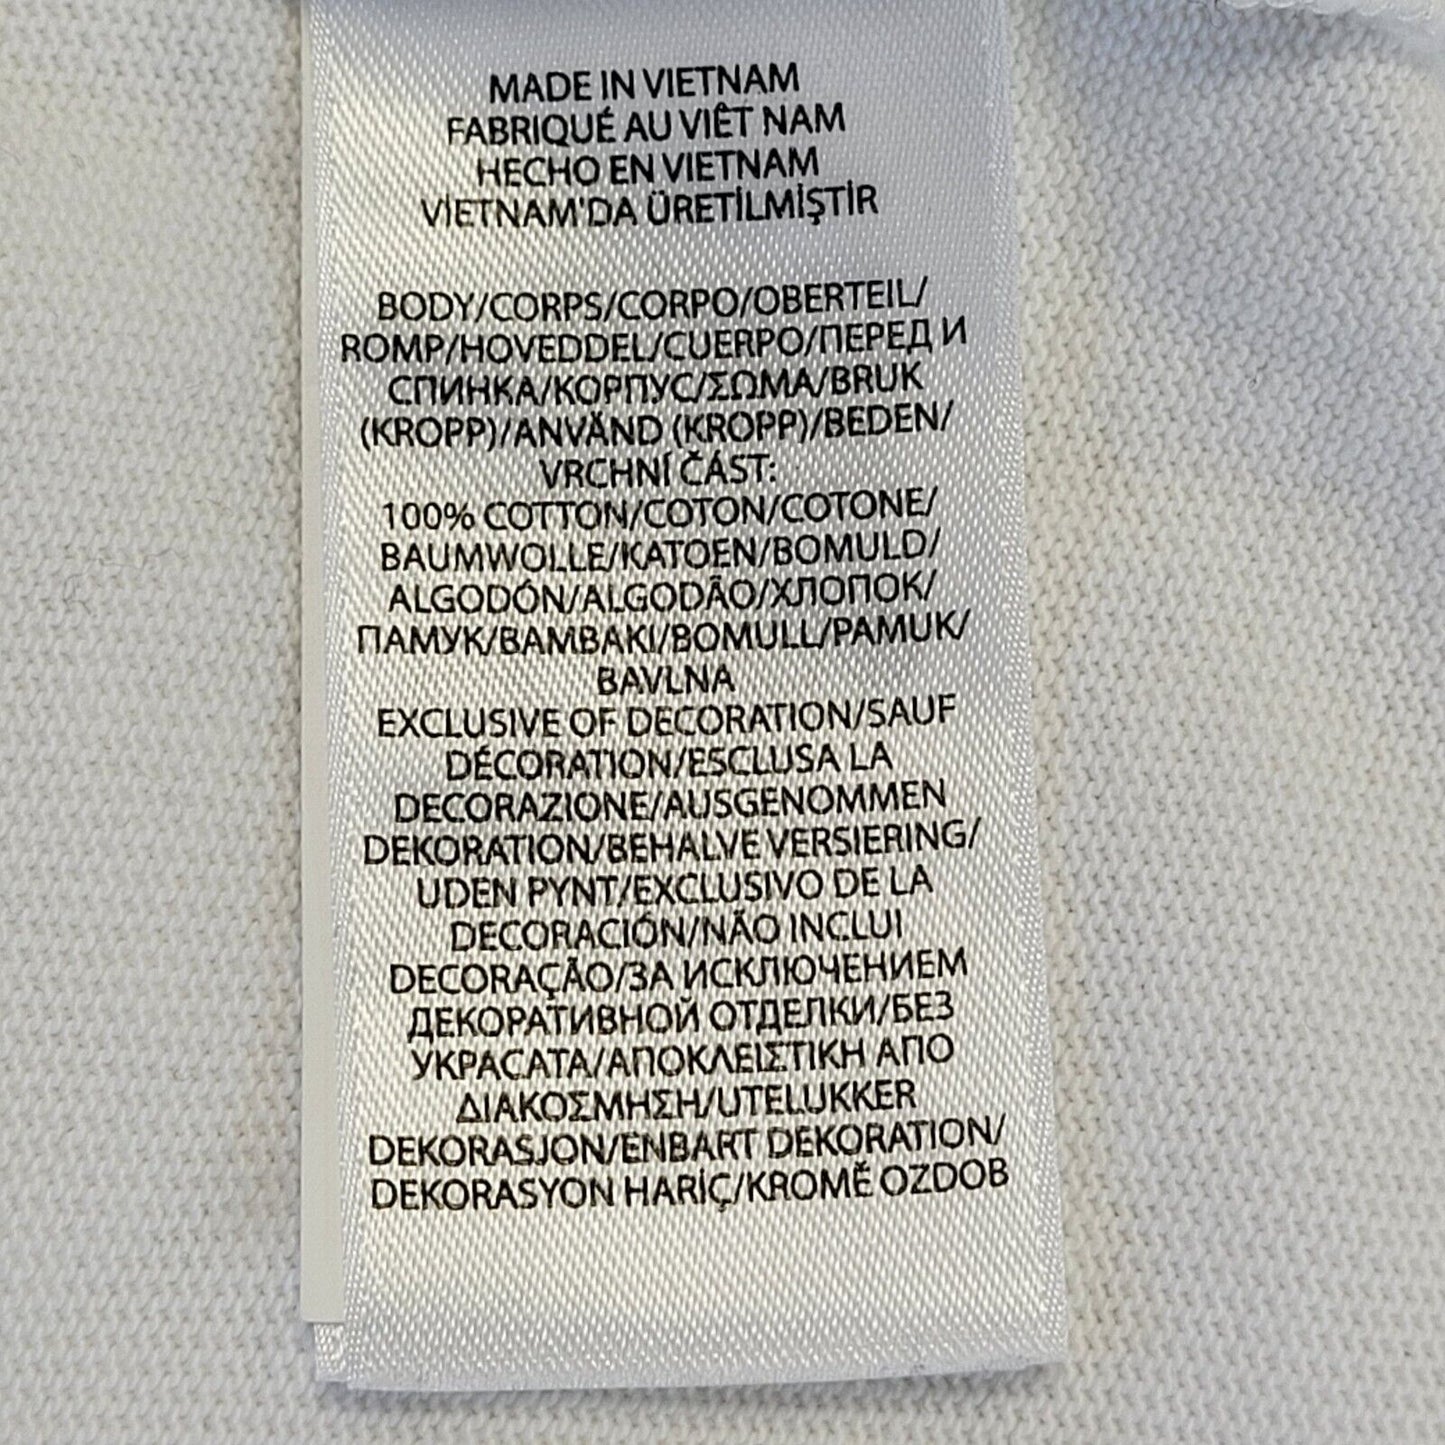 MADE IN VIETNAM
FABRIQUÉ AU VIÊT NAM
HECHO EN VIETNAM
VİETNAM'DA ÜRETİLMİŞTİR
BODY/CORPS/CORPO/OBERTEIL/
ROMP/HOVEDDEL/CUERPO/ПЕРЕД И
СПИНКА/КОРПУС/ΣΩΜΑ/BRUK
(KROPP)/ANVÄND (KROPP)/BEDEN/
VRCHNÍ ČÁST:
100% COTTON/COTON/COTONE/
BAUMWOLLE/KATOEN/BOMULD/
ALGODÓN/ALGODÃO/ХЛОПОК/
ПАМУК/ΒΑΜΒΑΚΙ/BOMULL/PAMUK/
BAVLNA
EXCLUSIVE OF DECORATION/SAUF
DÉCORATION/ESCLUSA LA
DECORAZIONE/AUSGENOMMEN
DEKORATION/BEHALVE VERSIERING/
UDEN PYNT/EXCLUSIVO DE LA
DECORACIÓN/NÃO INCLUI
DECORAÇÃO/ЗА ИСКЛЮЧЕНИЕМ
ДЕКОРАТИВНОЙ ОТДЕЛКИ/БЕЗ
УКРАСАТА/ΑΠΟΚΛΕΙΣΤΙΚΗ ΑΠΟ
ΔΙΑΚΟΣΜΗΣΗ/UTELUKKER
DEKORASJON/ENBART DEKORATION/
DEKORASYON HARİÇ/KROMĚ OZDOB